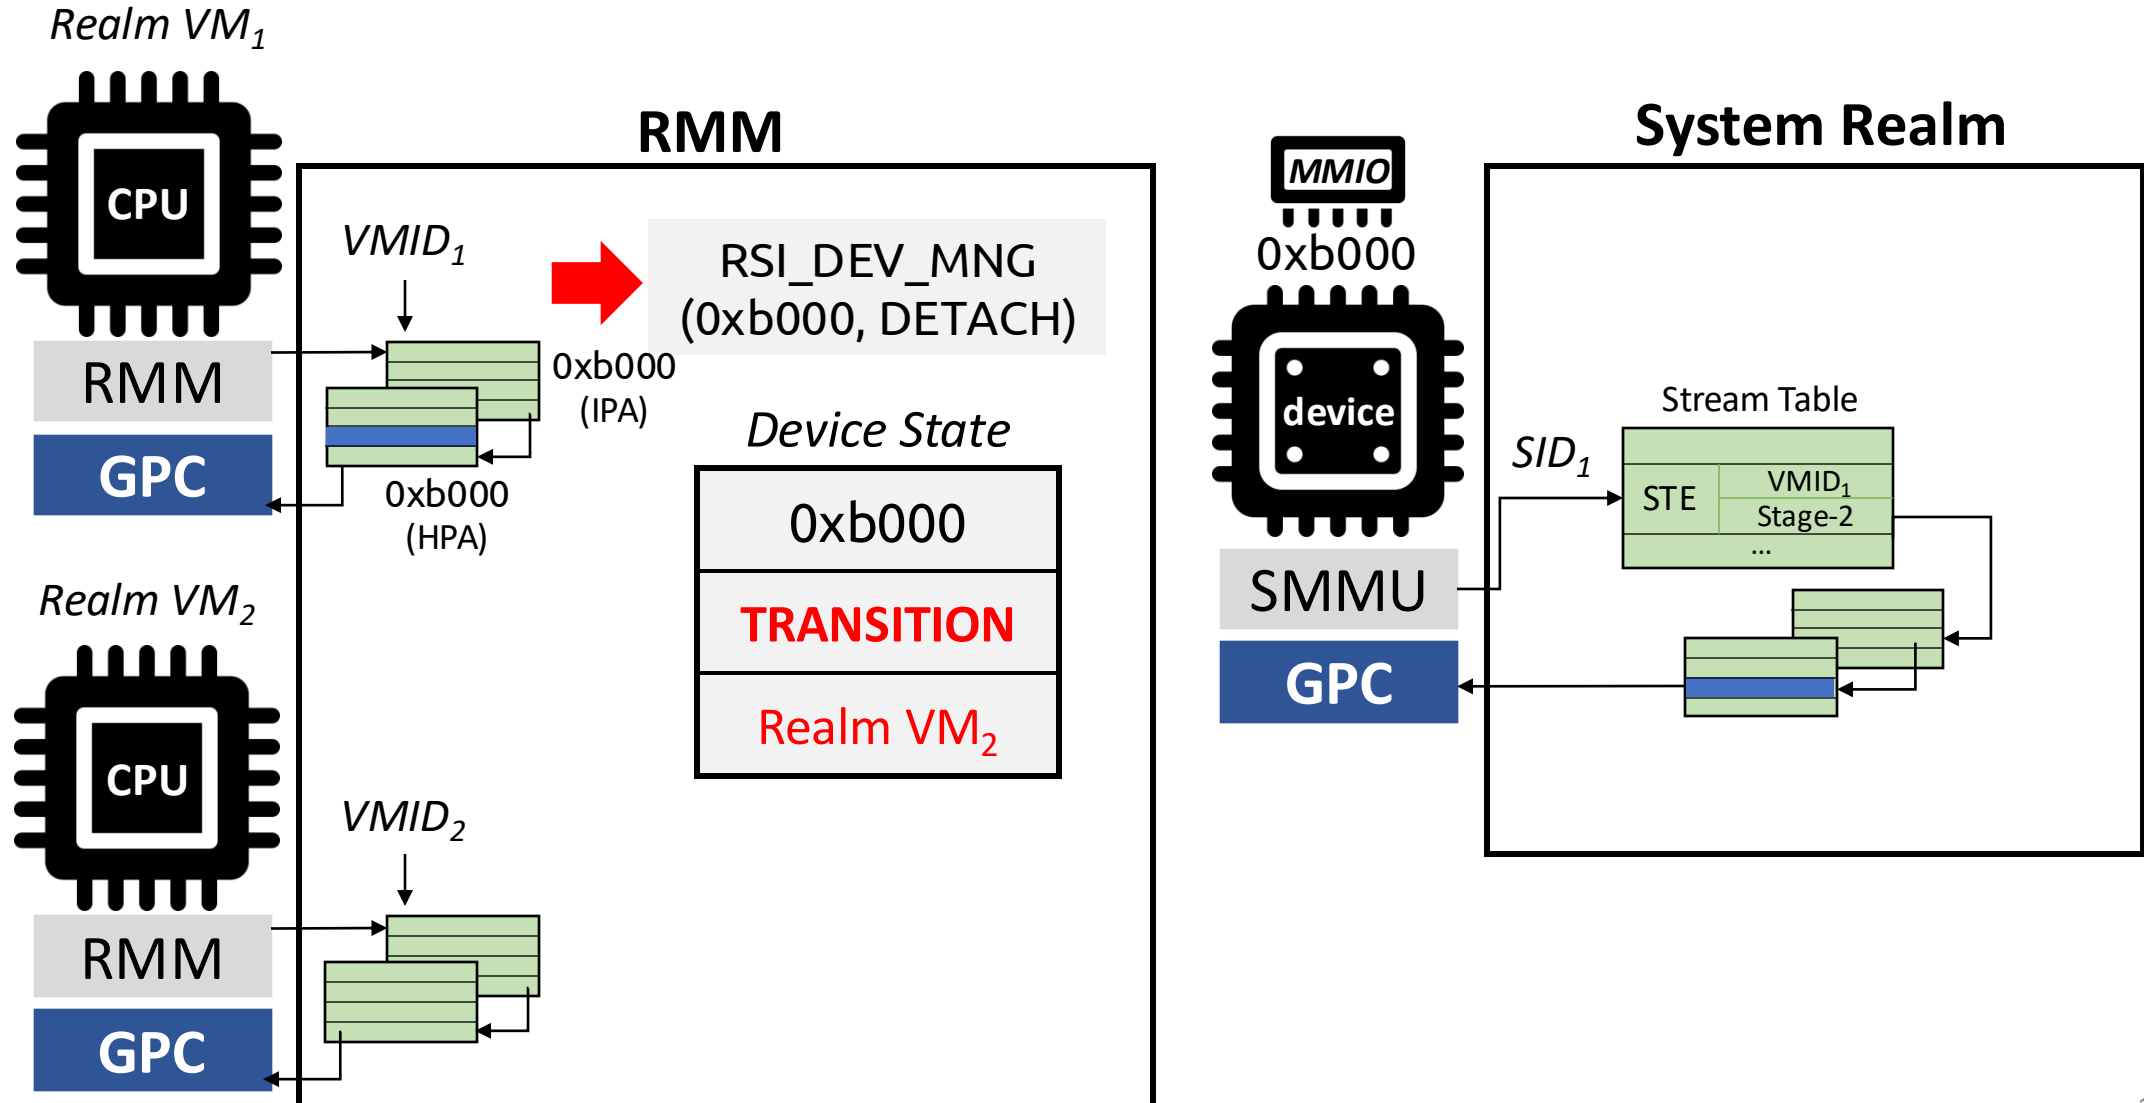 Realm VM1
CPU
RMM
GPC
RMM
VMID1
RSI_DEV_MNG
(0xb000, DETACH)
0xb000
(IPA)
0xb000
(HPA)
Device State
0xb000
TRANSITION
Realm VM2
Realm VM2
CPU
RMM
GPC
VMID2
MMIO
0xb000
device
SMMU
GPC
System Realm
Stream Table
SID1
STE
VMID1
Stage-2
...